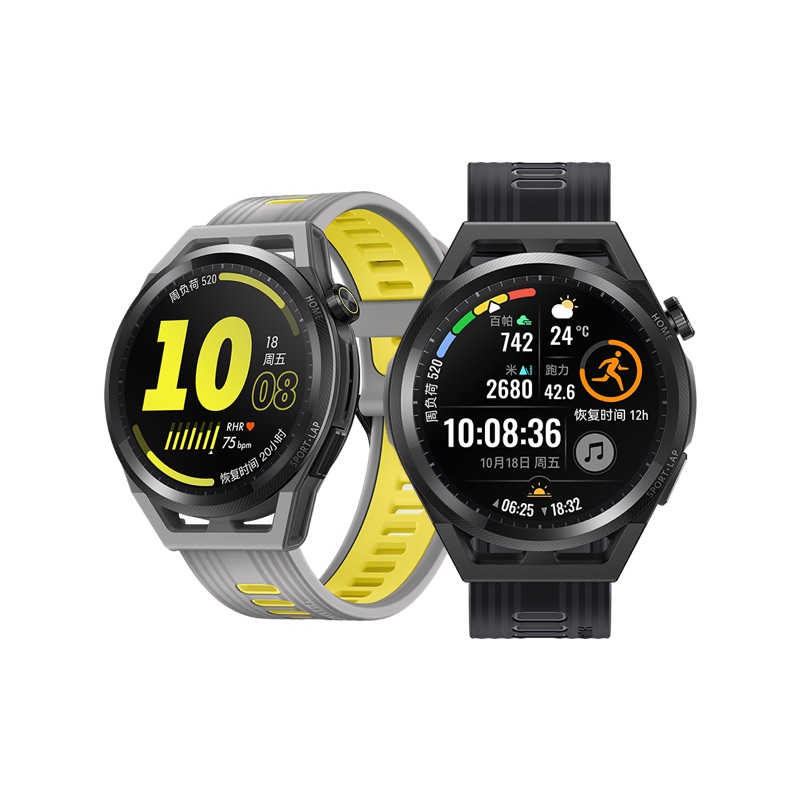 周负荷 520
HOME
10
08
18
周五
RHR
75 bpm
恢复时间 20小时
SPORT•LAP
周负荷 520
百帕
742
24 °C
HOME
米
2680
跑力
42.6
恢复时间 12h
10:08:36
10月18日 周五
06:25
18:32
SPORT•LAP